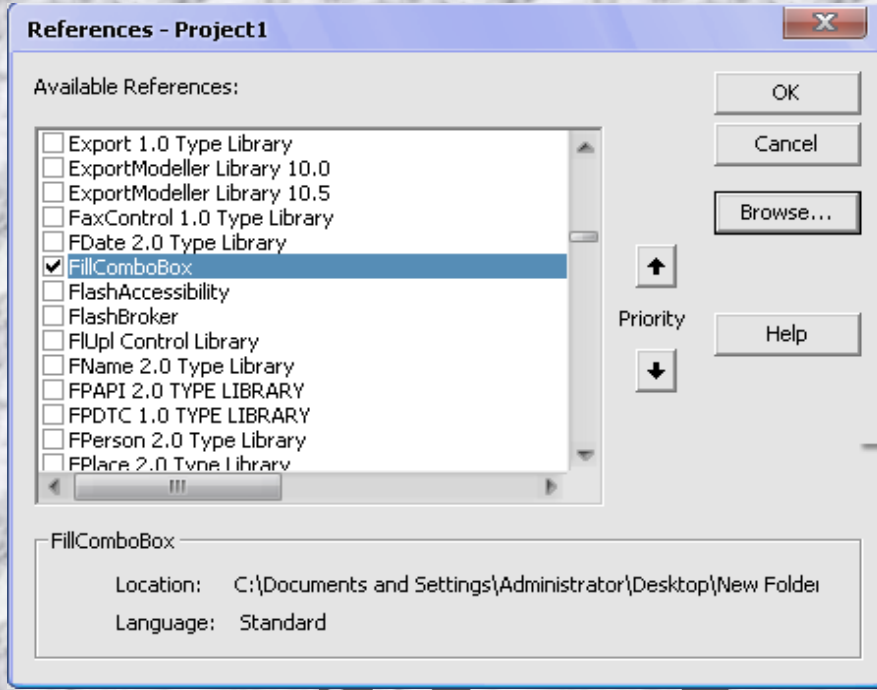 References - Project1
Available References:
Export 1.0 Type Library
ExportModeller Library 10.0
ExportModeller Library 10.5
FaxControl 1.0 Type Library
FDate 2.0 Type Library
FillComboBox
FlashAccessibility
FlashBroker
FlUpl Control Library
FName 2.0 Type Library
FPAPI 2.0 TYPE LIBRARY
FPDTC 1.0 TYPE LIBRARY
FPerson 2.0 Type Library
FPlace 2.0 Type Library
Priority
OK
Cancel
Browse...
Help
FillComboBox
Location: C:\Documents and Settings\Administrator\Desktop\New Folder
Language: Standard